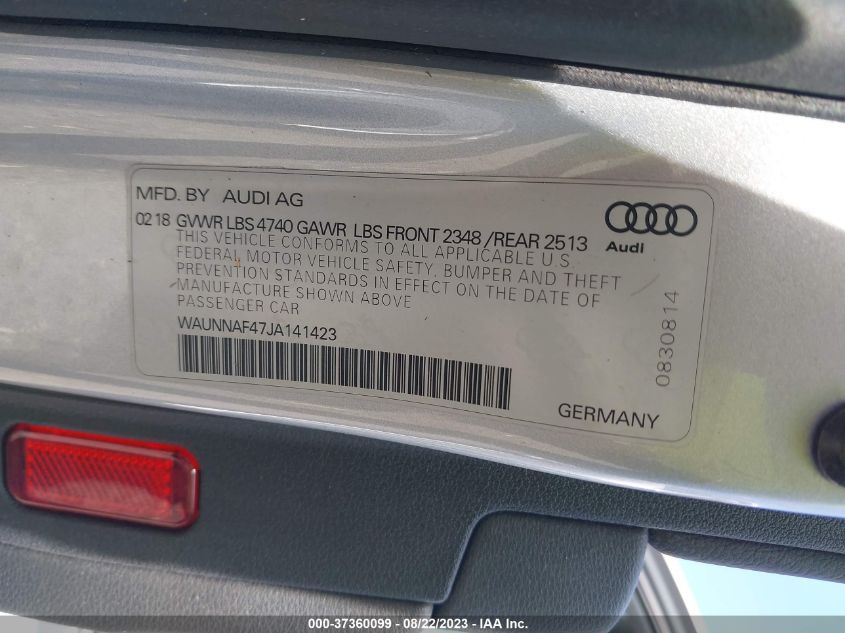 MFD. BY AUDI AG
02 18 GVWR LBS 4740 GAWR LBS FRONT 2348 / REAR 2513
THIS VEHICLE CONFORMS TO ALL APPLICABLE U.S
FEDERAL MOTOR VEHICLE SAFETY, BUMPER AND THEFT
PREVENTION STANDARDS IN EFFECT ON THE DATE OF
MANUFACTURE SHOWN ABOVE
PASSENGER CAR
WAUNNAF47JA141423
Audi
0830814
GERMANY
000-37360099 - 08/22/2023 - IAA Inc.